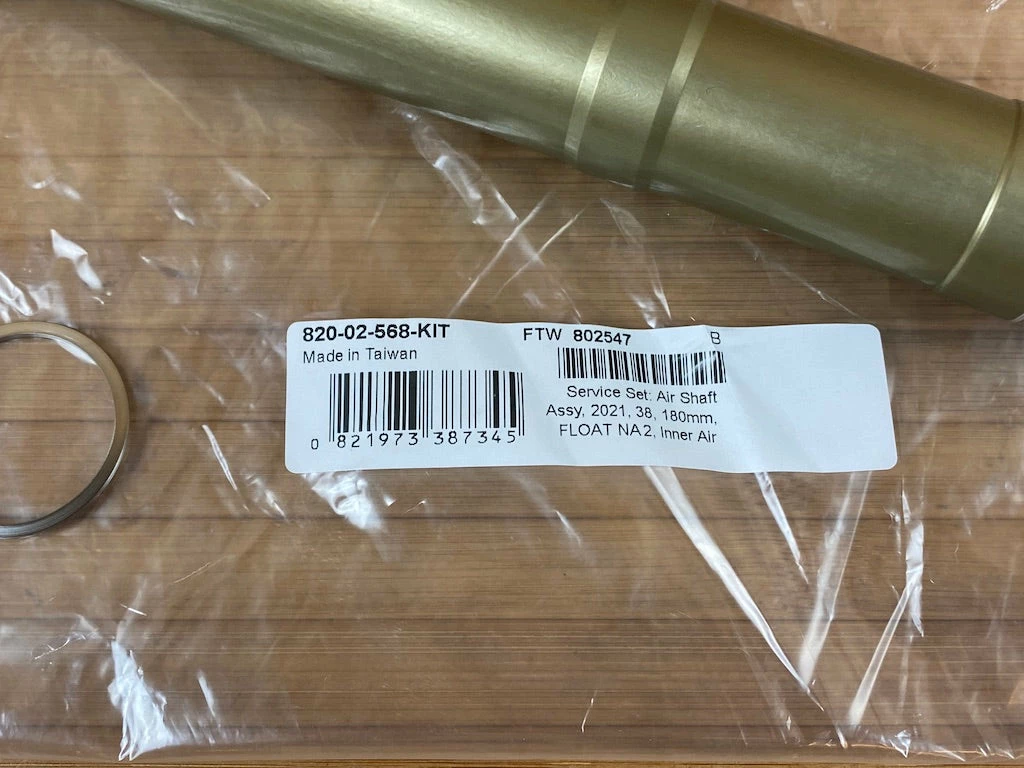 820-02-568-KIT
Made in Taiwan
0 821973 387345
FTW 802547 B
Service Set: Air Shaft
Assy, 2021, 38, 180mm,
FLOAT NA2, Inner Air